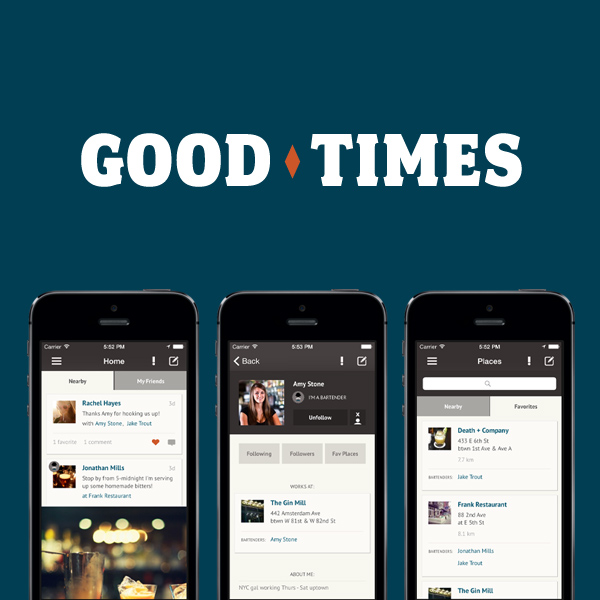 GOOD TIMES
Carrier 5:52 PM
Home
Nearby My Friends
Rachel Hayes 3d
Thanks Amy for hooking us up!
with Amy Stone, Jake Trout
1 favorite 1 comment
Jonathan Mills 3d
Stop by from 3-midnight I'm serving
up some homemade bitters!
at Frank Restaurant
Carrier 5:53 PM
Back
Amy Stone
I'M A BARTENDER
Unfollow
X
Following Followers Fav Places
WORKS AT:
The Gin Mill
442 Amsterdam Ave
btwn W E81st & W 82nd St
BARTENDERS: Amy Stone
ABOUT ME:
NYC gal working Thurs - Sat uptown
Carrier 5:52 PM
Places
Nearby Favorites
Death + Company
433 E 6th St
btwn 1st Ave & Ave A
7.7 km
BARTENDERS: Jake Trout
Frank Restaurant
88 2nd Ave
at E 5th St
8.1 km
BARTENDERS: Jonathan Mills
Jake Trout
The Gin Mill